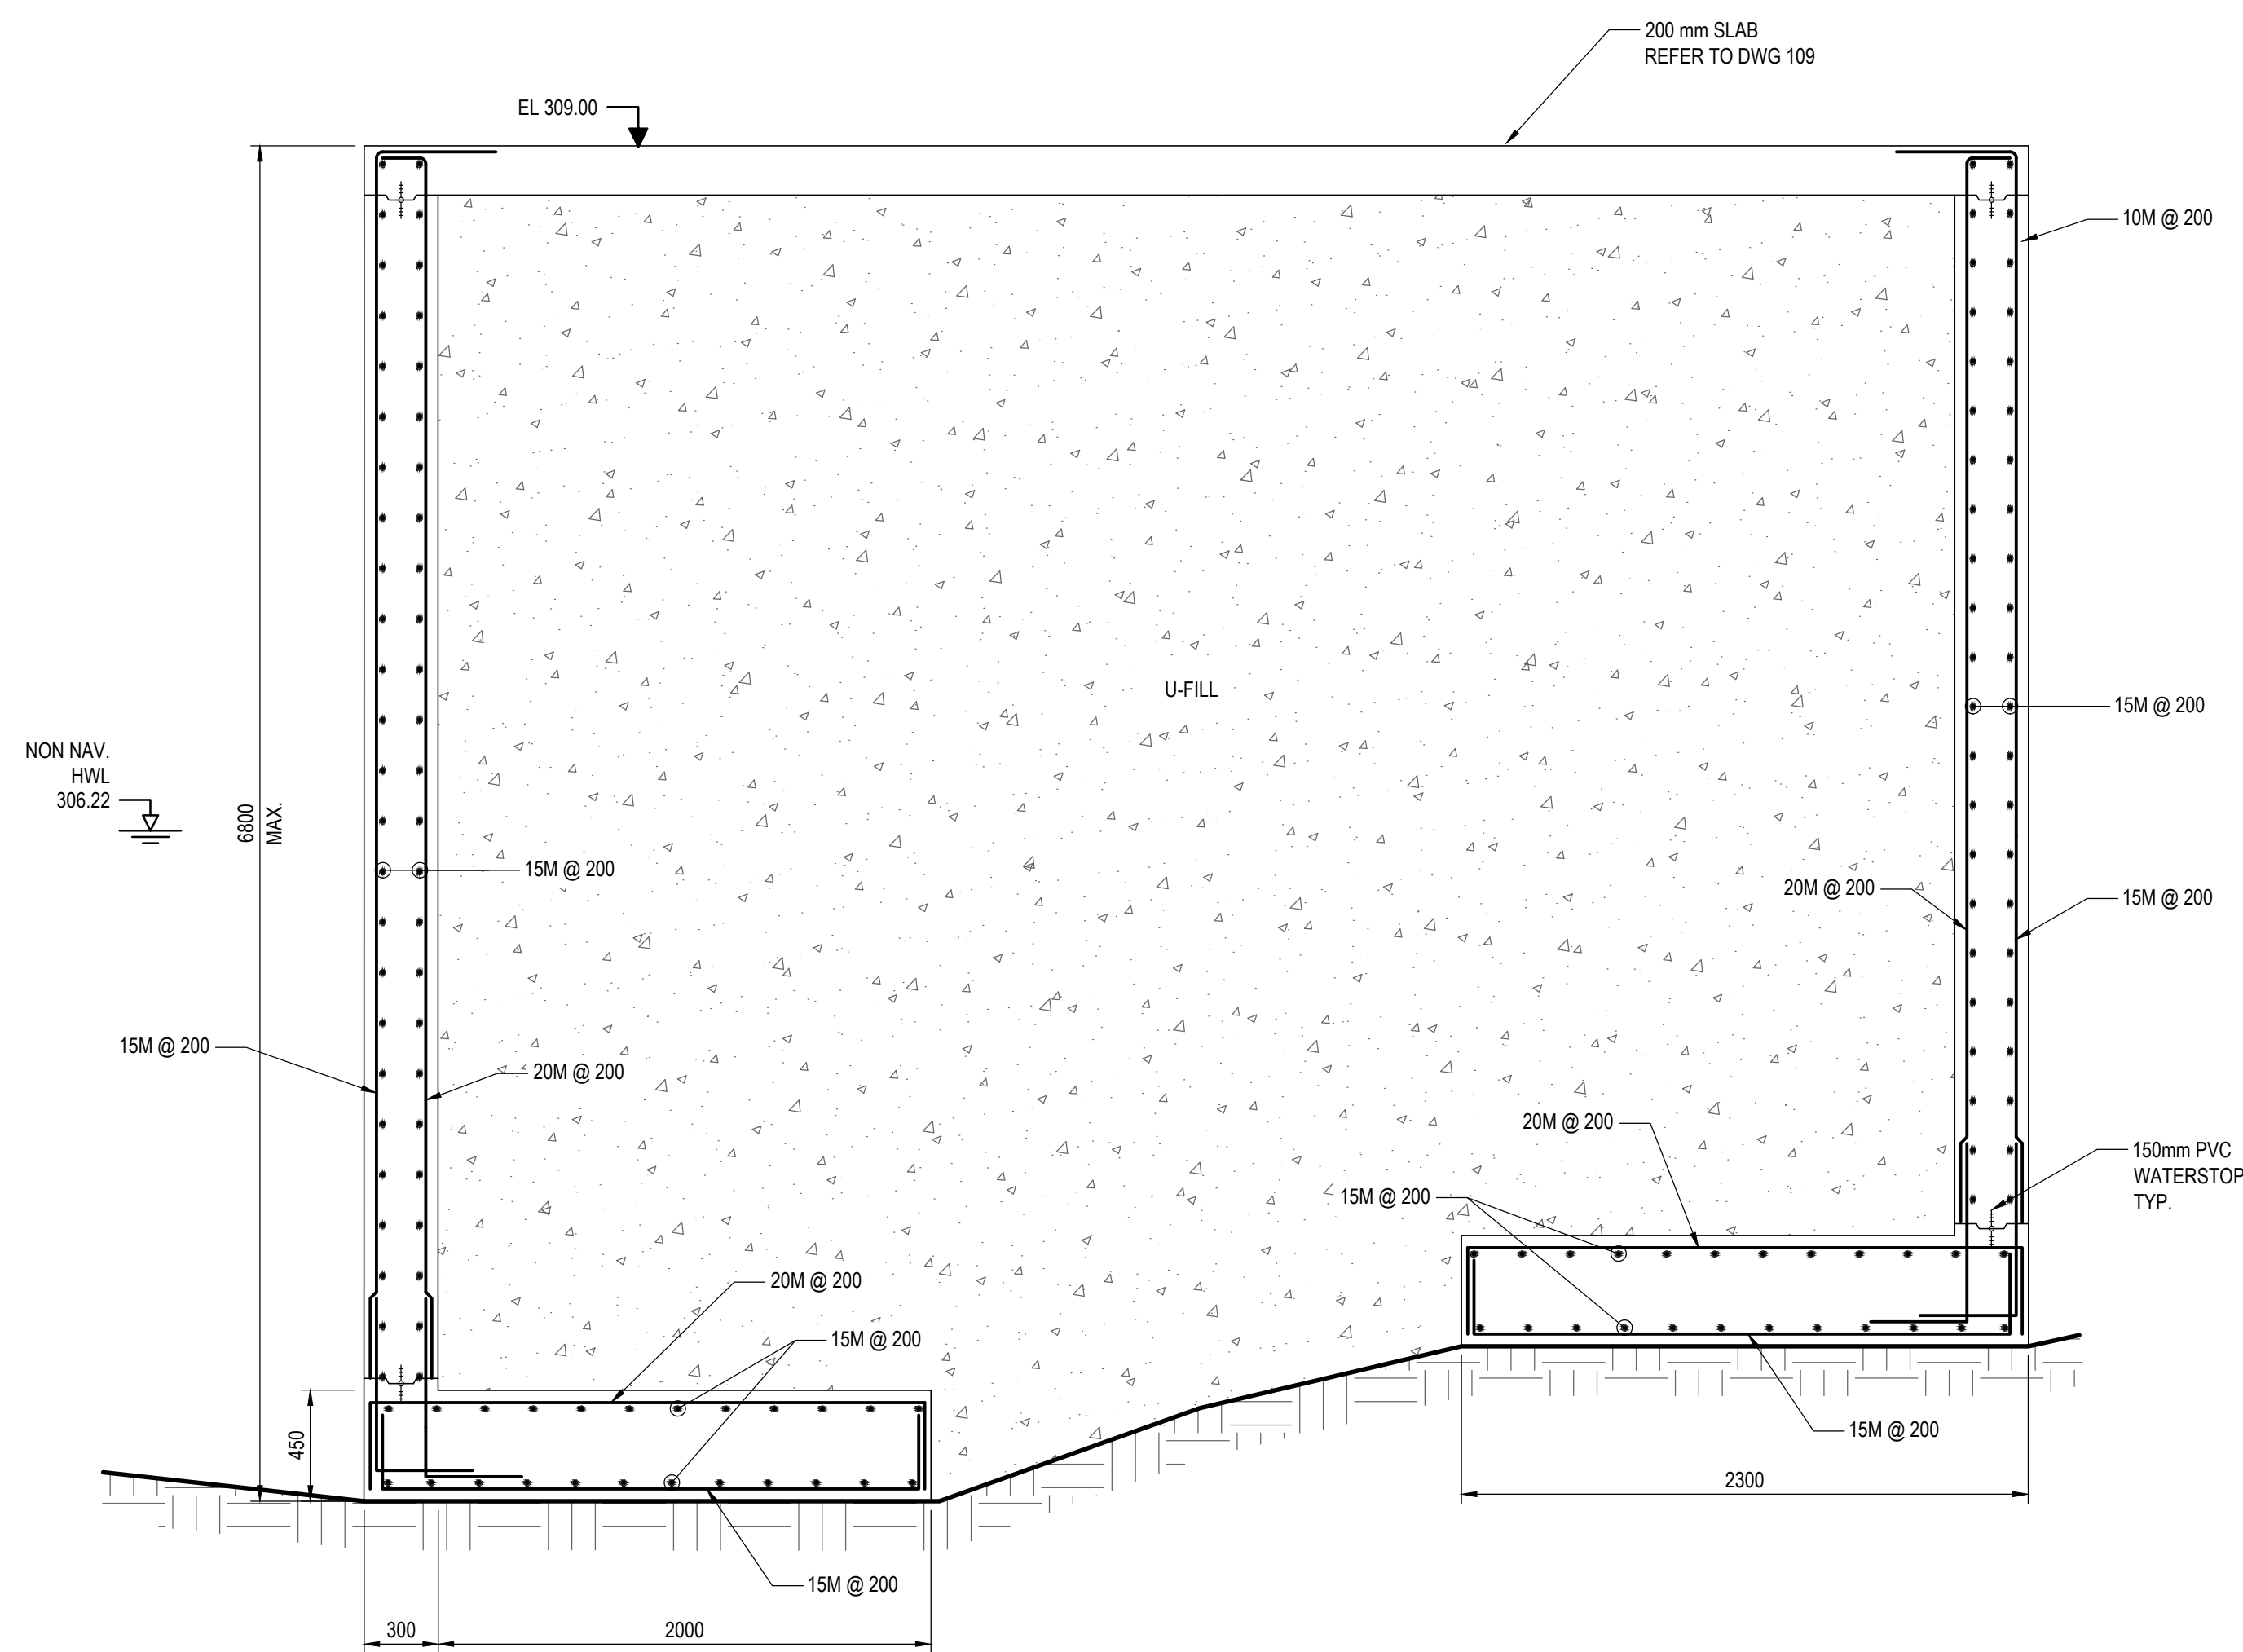 200 mm SLAB
REFER TO DWG 109
EL 309.00
10M @ 200
U-FILL
15M @ 200
NON NAV.
HWL
306.22
6800
MAX.
15M @ 200
20M @ 200
15M @ 200
15M @ 200
20M @ 200
20M @ 200
150mm PVC
WATERSTOP
TYP.
15M @ 200
20M @ 200
15M @ 200
15M @ 200
450
2300
15M @ 200
300
2000